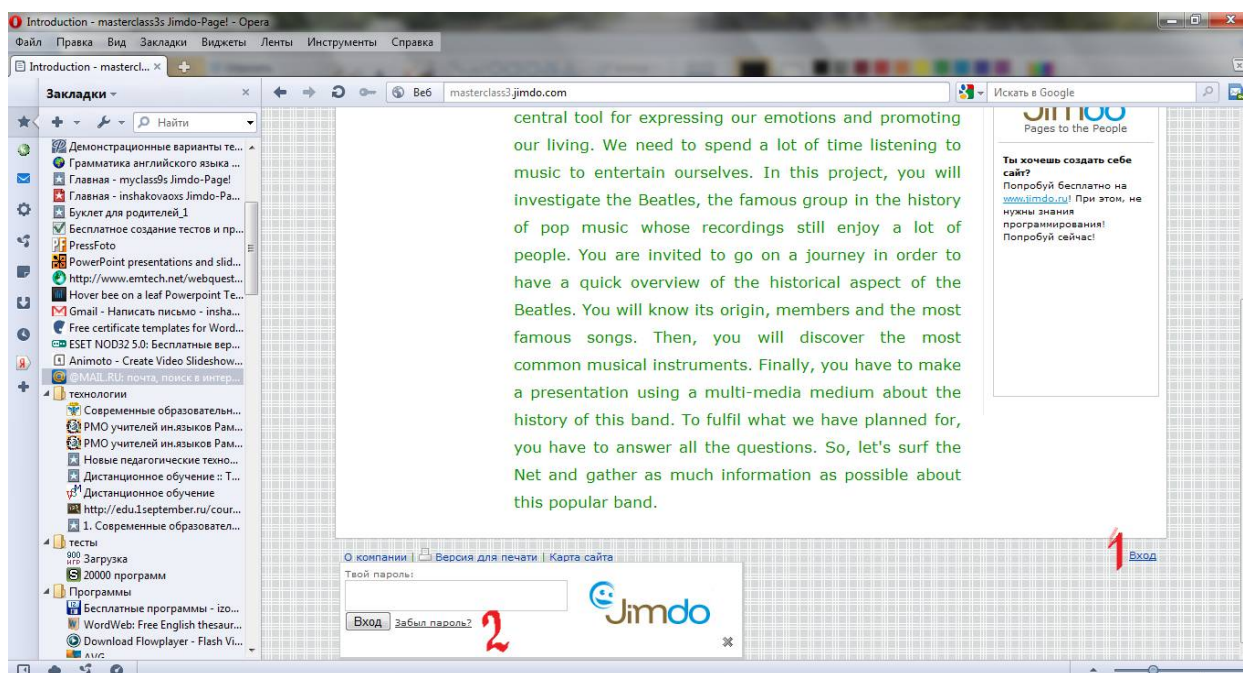 Introduction - masterclass3s Jimdo-Page! - Opera
Файл Правка Вид Закладки Виджеты Ленты Инструменты Справка
Introduction - mastercl...
Закладки
Веб
masterclass3.jimdo.com
Искать в Google
Найти
Демонстрационные варианты те...
Грамматика английского языка ...
Главная - myclass9s Jimdo-Page!
Главная - inshakovaoxs Jimdo-Pa...
Буклет для родителей_1
Бесплатное создание тестов и пр...
PressFoto
PowerPoint presentations and slid...
http://www.emtech.net/webquest...
Hover bee on a leaf Powerpoint Te...
Gmail - Написать письмо - insha...
Free certificate templates for Word...
ESET NOD32 5.0: Бесплатные вер...
Animoto - Create Video Slideshow...
@MAIL.RU: почта, поиск в интер...
технологии
Современные образовательн...
РМО учителей ин.языков Рам...
РМО учителей ин.языков Рам...
Новые педагогические техно...
Дистанционное обучение :: Т...
Дистанционное обучение
http://edu.1september.ru/cour...
1. Современные образовател...
тесты
Загрузка
20000 программ
Программы
Бесплатные программы - izo...
WordWeb: Free English thesaur...
Download Flowplayer - Flash Vi...
AVG
central tool for expressing our emotions and promoting
our living. We need to spend a lot of time listening to
music to entertain ourselves. In this project, you will
investigate the Beatles, the famous group in the history
of pop music whose recordings still enjoy a lot of
people. You are invited to go on a journey in order to
have a quick overview of the historical aspect of the
Beatles. You will know its origin, members and the most
famous songs. Then, you will discover the most
common musical instruments. Finally, you have to make
a presentation using a multi-media medium about the
history of this band. To fulfil what we have planned for,
you have to answer all the questions. So, let's surf the
Net and gather as much information as possible about
this popular band.
Jimdo
Pages to the People
Ты хочешь создать себе
сайт?
Попробуй бесплатно на
www.jimdo.ru! При этом, не
нужны знания
программирования!
Попробуй сейчас!
О компании | Версия для печати | Карта сайта
1
Вход
Твой пароль:
Вход Забыл пароль?
2
Jimdo